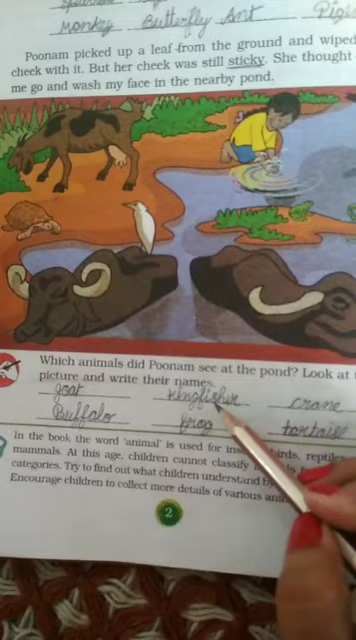 Monkey Butterfly Ant
Poonam picked up a leaf from the ground and wiped
cheek with it. But her cheek was still sticky. She thought
me go and wash my face in the nearby pond.
Which animals did Poonam see at the pond? Look at
picture and write their names.
goat kingfisher crane
Buffalo frog tortoise
In the book, the word 'animal' is used for birds, reptiles
mammals. At this age, children cannot classify
categories. Try to find out what children understand
Encourage children to collect more details of various
2